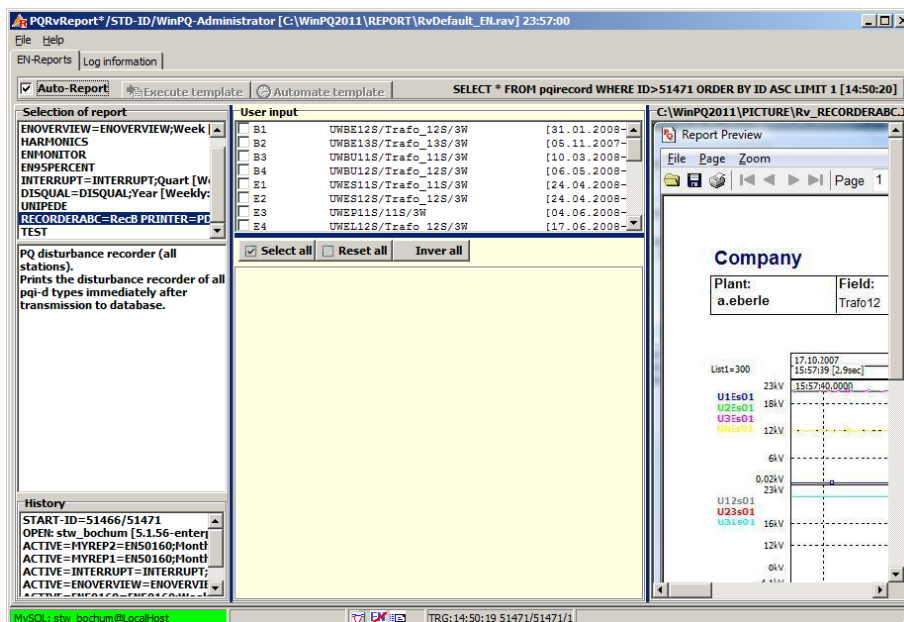 PQRvReport*/STD-ID/WinPQ-Administrator [C:\WinPQ2011\REPORT\RvDefault_EN.rav] 23:57:00
File Help
EN-Reports Log information
Auto-Report Execute template Automate template SELECT * FROM pqirecord WHERE ID>51471 ORDER BY ID ASC LIMIT 1 [14:50:20]
Selection of report
ENOVERVIEW=ENOVERVIEW;Week [
HARMONICS
ENMONITOR
EN95PERCENT
INTERRUPT=INTERRUPT;Quart [W
DISQUAL=DISQUAL;Year [Weekly:
UNIPEDE
RECORDERABC=RecB PRINTER=PD
TEST
PQ disturbance recorder (all
stations).
Prints the disturbance recorder of all
pqi-d types immediately after
transmission to database.
History
START-ID=51466/51471
OPEN: stw_bochum [5.1.56-enterp
ACTIVE=MYREP2=EN50160;Month
ACTIVE=MYREP1=EN50160;Month
ACTIVE=INTERRUPT=INTERRUPT;
ACTIVE=ENOVERVIEW=ENOVERVIE
User input
B1 UWBE12S/Trafo_12S/3W [31.01.2008-
B2 UWBE13S/Trafo_13S/3W [05.11.2007-
B3 UWBU11S/Trafo_11S/3W [10.03.2008-
B4 UWBU12S/Trafo_12S/3W [06.05.2008-
E1 UWES11S/Trafo_11S/3W [24.04.2008-
E2 UWES12S/Trafo_12S/3W [24.04.2008-
E3 UWEP11S/11S/3W [04.06.2008-
E4 UWEL12S/Trafo_12S/3W [17.06.2008-
Select all Reset all Inver all
C:\WinPQ2011\PICTURE\Rv_RECORDERABC.J
Report Preview
File Page Zoom
Page 1
Company
Plant: Field:
a.eberle Trafo12
17.10.2007
List1=300 15:57:39 [2,9sec]
23kV 15:57:40.0000
U1Es01
U2Es01 18kV
U3Es01
UNEs01 12kV
6kV
0,02kV
23kV
U12s01
U23s01
U31s01 16kV
12kV
MySQL: stw_bochum@LocalHost TRG:14:50:19 51471/51471/1